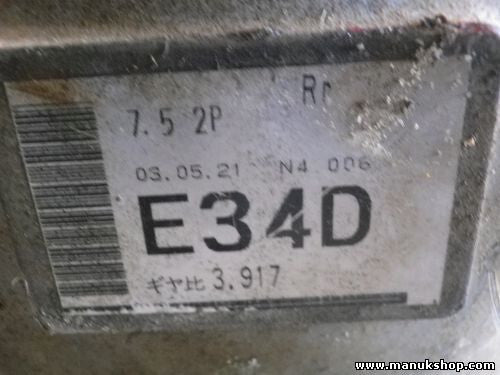 Rr
7.5 2P
03.05.21 N4 006
E34D
ギヤ比 3.917
www.manukshop.com